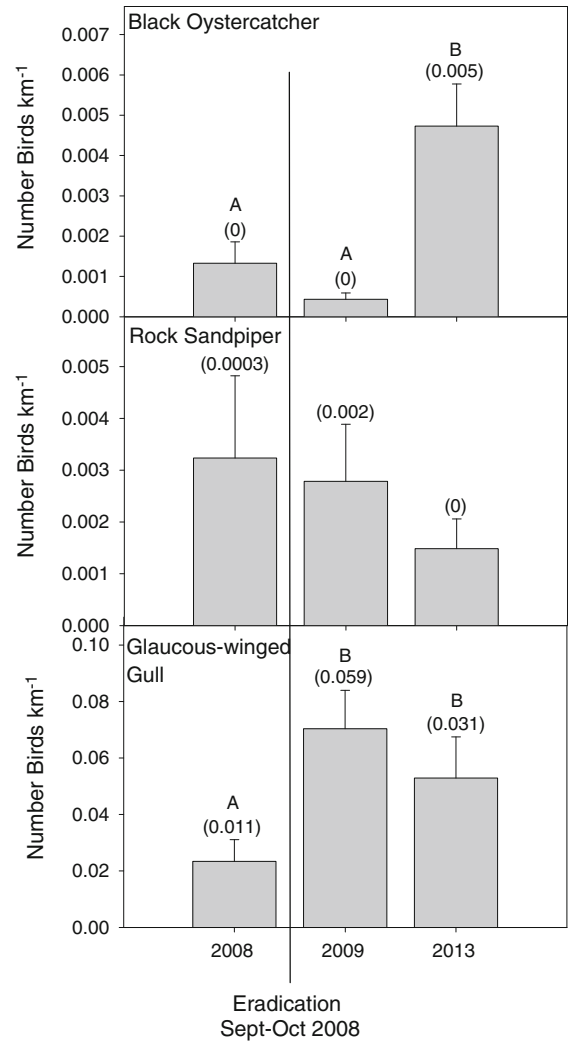 Black Oystercatcher
0.007
0.006
0.005
0.004
0.003
0.002
0.001
0.000
Number Birds km-1
A
(0)
A
(0)
B
(0.005)
Rock Sandpiper
0.005
0.004
0.003
0.002
0.001
0.000
Number Birds km-1
(0.0003)
(0.002)
(0)
Glaucous-winged
Gull
0.10
0.08
0.06
0.04
0.02
0.00
Number Birds km-1
A
(0.011)
B
(0.059)
B
(0.031)
2008 2009 2013
Eradication
Sept-Oct 2008